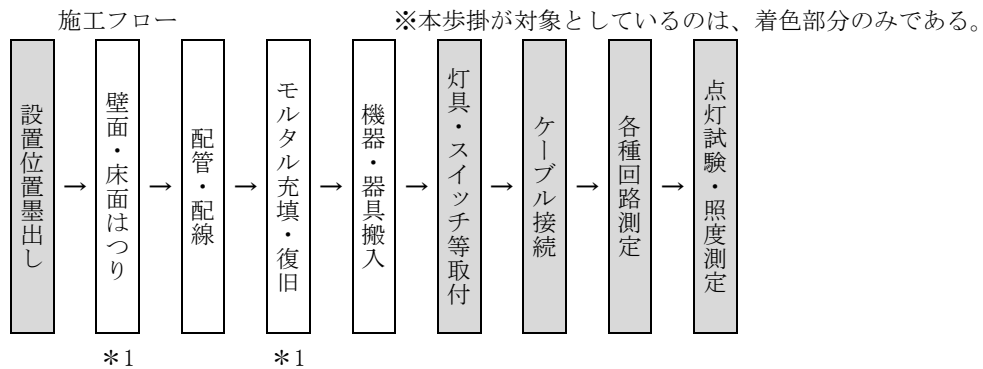 施工フロー
※本歩掛が対象としているのは、着色部分のみである。
設置位置墨出し
→
壁面・床面はつり
→
配管・配線
→
モルタル充填・復旧
→
機器・器具搬入
→
灯具・スイッチ等取付
→
ケーブル接続
→
各種回路測定
→
点灯試験・照度測定
＊1
＊1